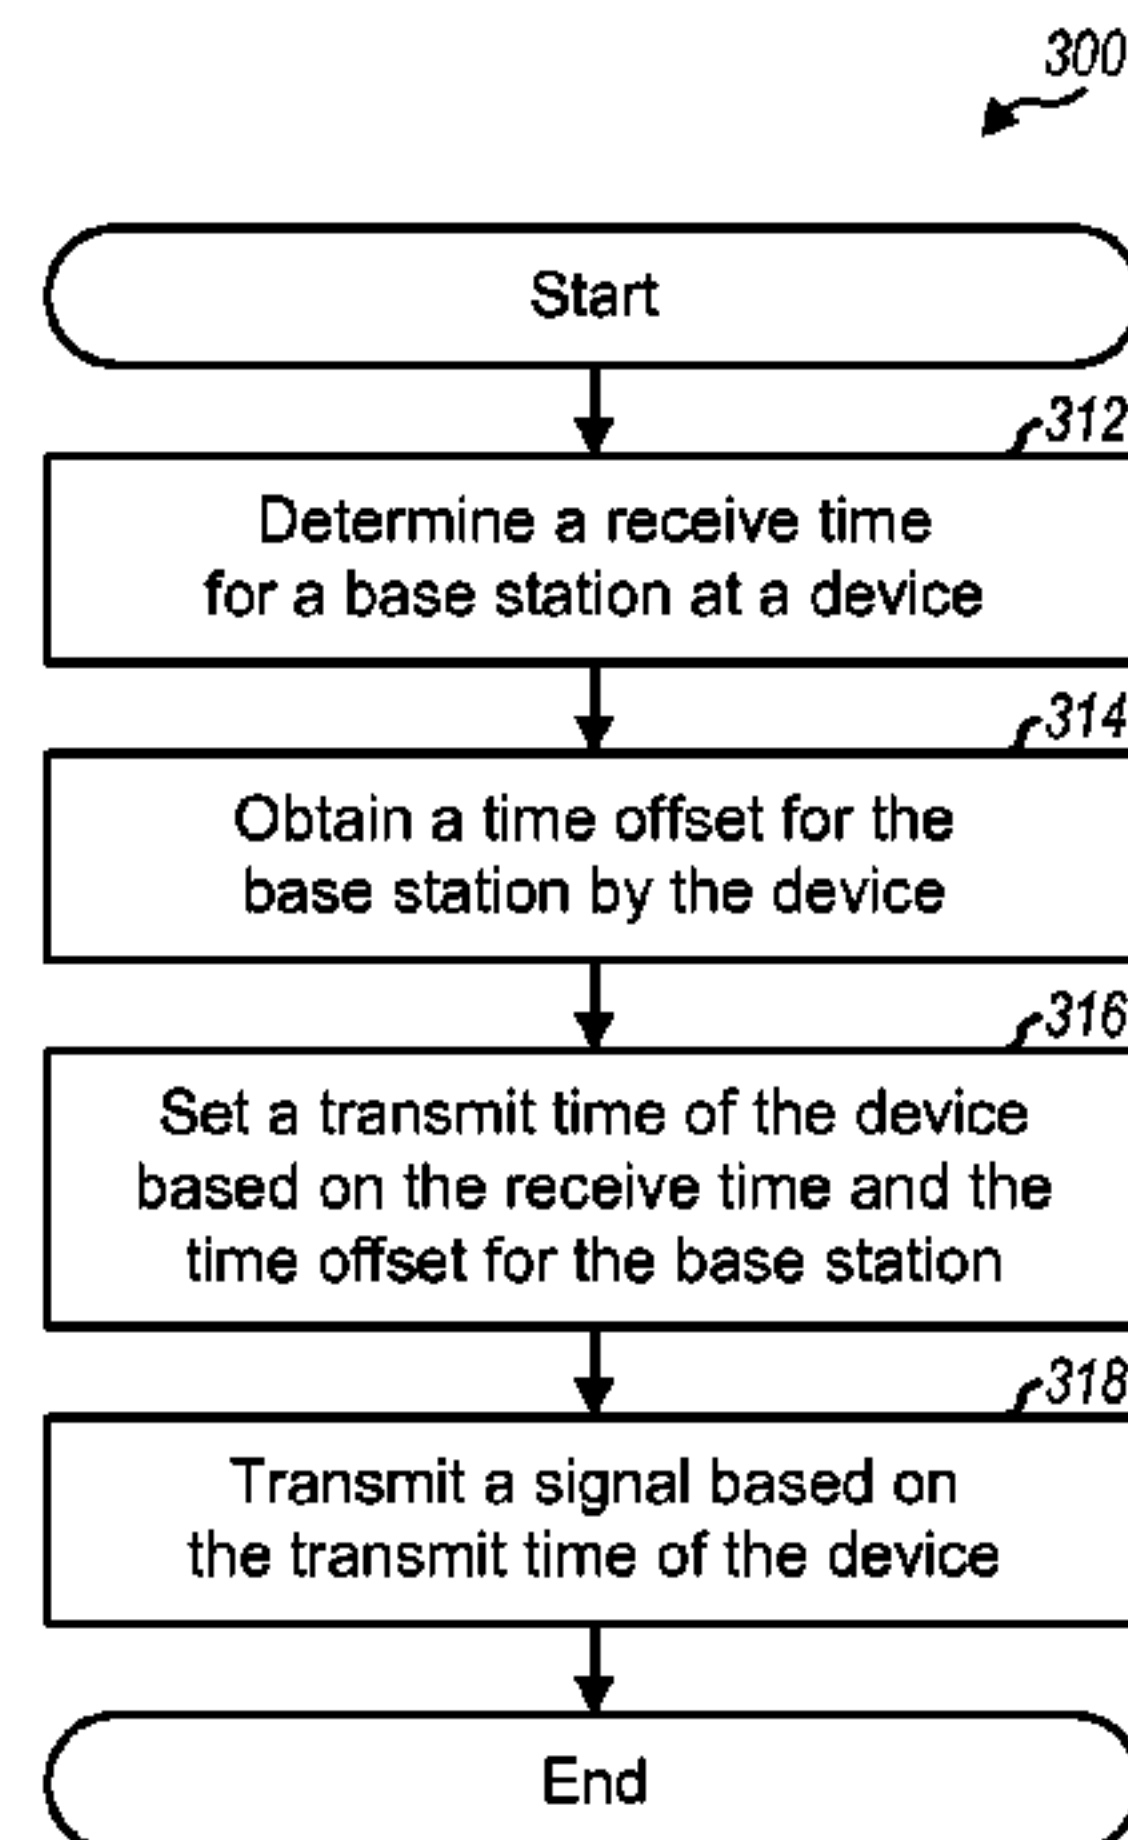 300
Start
312
Determine a receive time
for a base station at a device
314
Obtain a time offset for the
base station by the device
316
Set a transmit time of the device
based on the receive time and the
time offset for the base station
318
Transmit a signal based on
the transmit time of the device
End